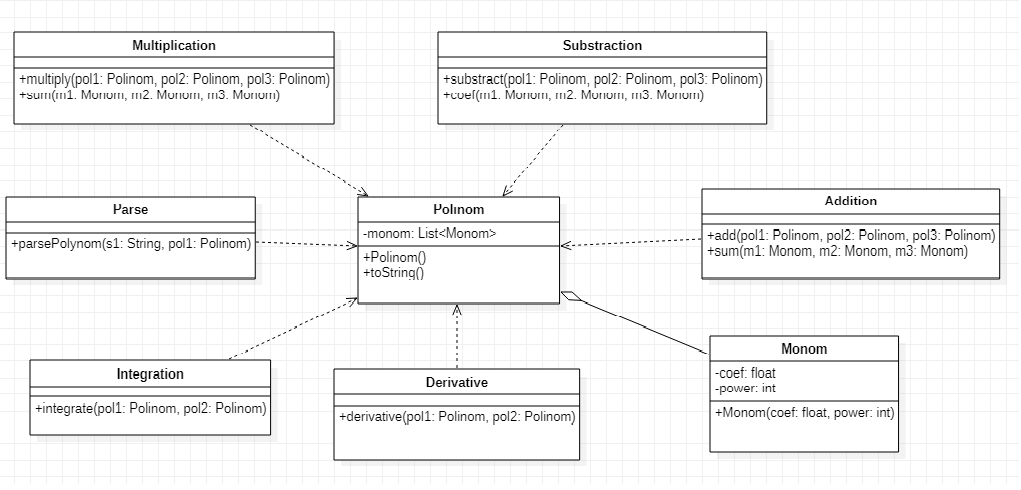 Multiplication
+multiply(pol1: Polinom, pol2: Polinom, pol3: Polinom)
+sum(m1: Monom, m2: Monom, m3: Monom)
Substraction
+substract(pol1: Polinom, pol2: Polinom, pol3: Polinom)
+coef(m1: Monom, m2: Monom, m3: Monom)
Parse
+parsePolynom(s1: String, pol1: Polinom)
Polinom
-monom: List<Monom>
+Polinom()
+toString()
Addition
+add(pol1: Polinom, pol2: Polinom, pol3: Polinom)
+sum(m1: Monom, m2: Monom, m3: Monom)
Integration
+integrate(pol1: Polinom, pol2: Polinom)
Derivative
+derivative(pol1: Polinom, pol2: Polinom)
Monom
-coef: float
-power: int
+Monom(coef: float, power: int)